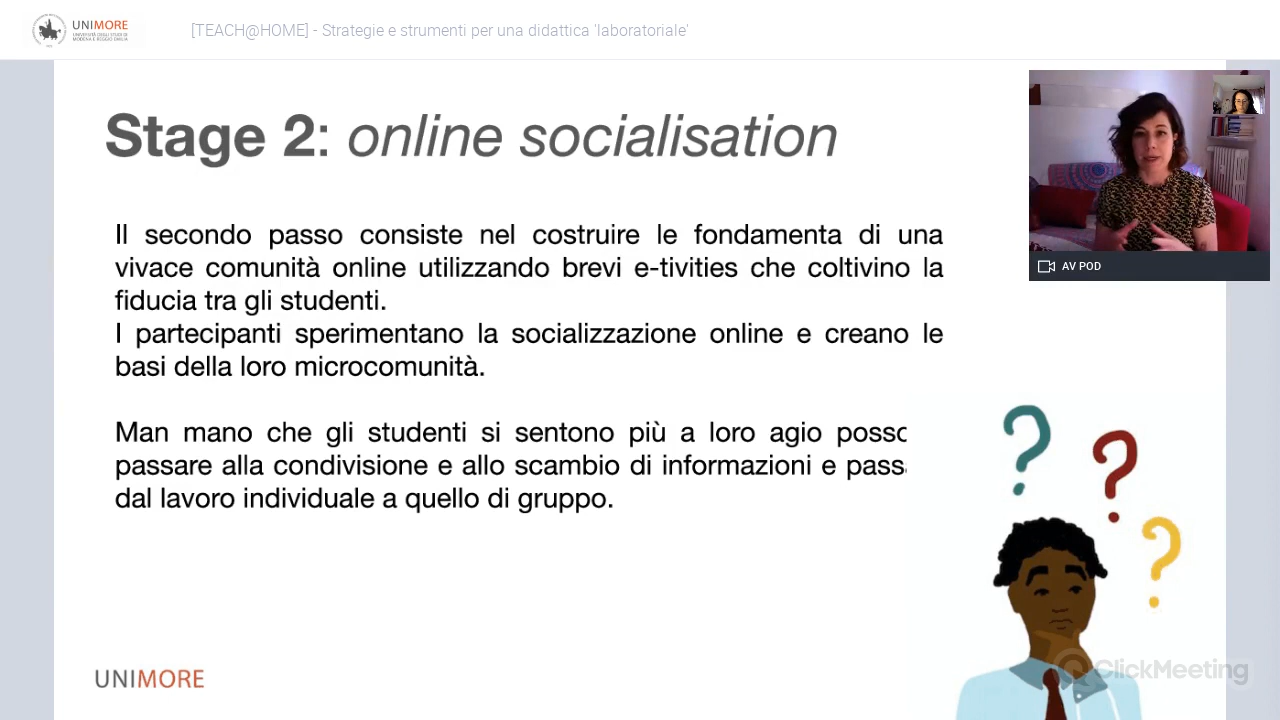 UNIMORE
UNIVERSITÀ DEGLI STUDI DI
MODENA E REGGIO EMILIA
[TEACH@HOME] - Strategie e strumenti per una didattica 'laboratoriale'
Stage 2: online socialisation
Il secondo passo consiste nel costruire le fondamenta di una
vivace comunità online utilizzando brevi e-tivities che coltivino la
fiducia tra gli studenti.
I partecipanti sperimentano la socializzazione online e creano le
basi della loro microcomunità.
Man mano che gli studenti si sentono più a loro agio
passare alla condivisione e allo scambio di informazioni e
dal lavoro individuale a quello di gruppo.
AV POD
UNIMORE
ClickMeeting